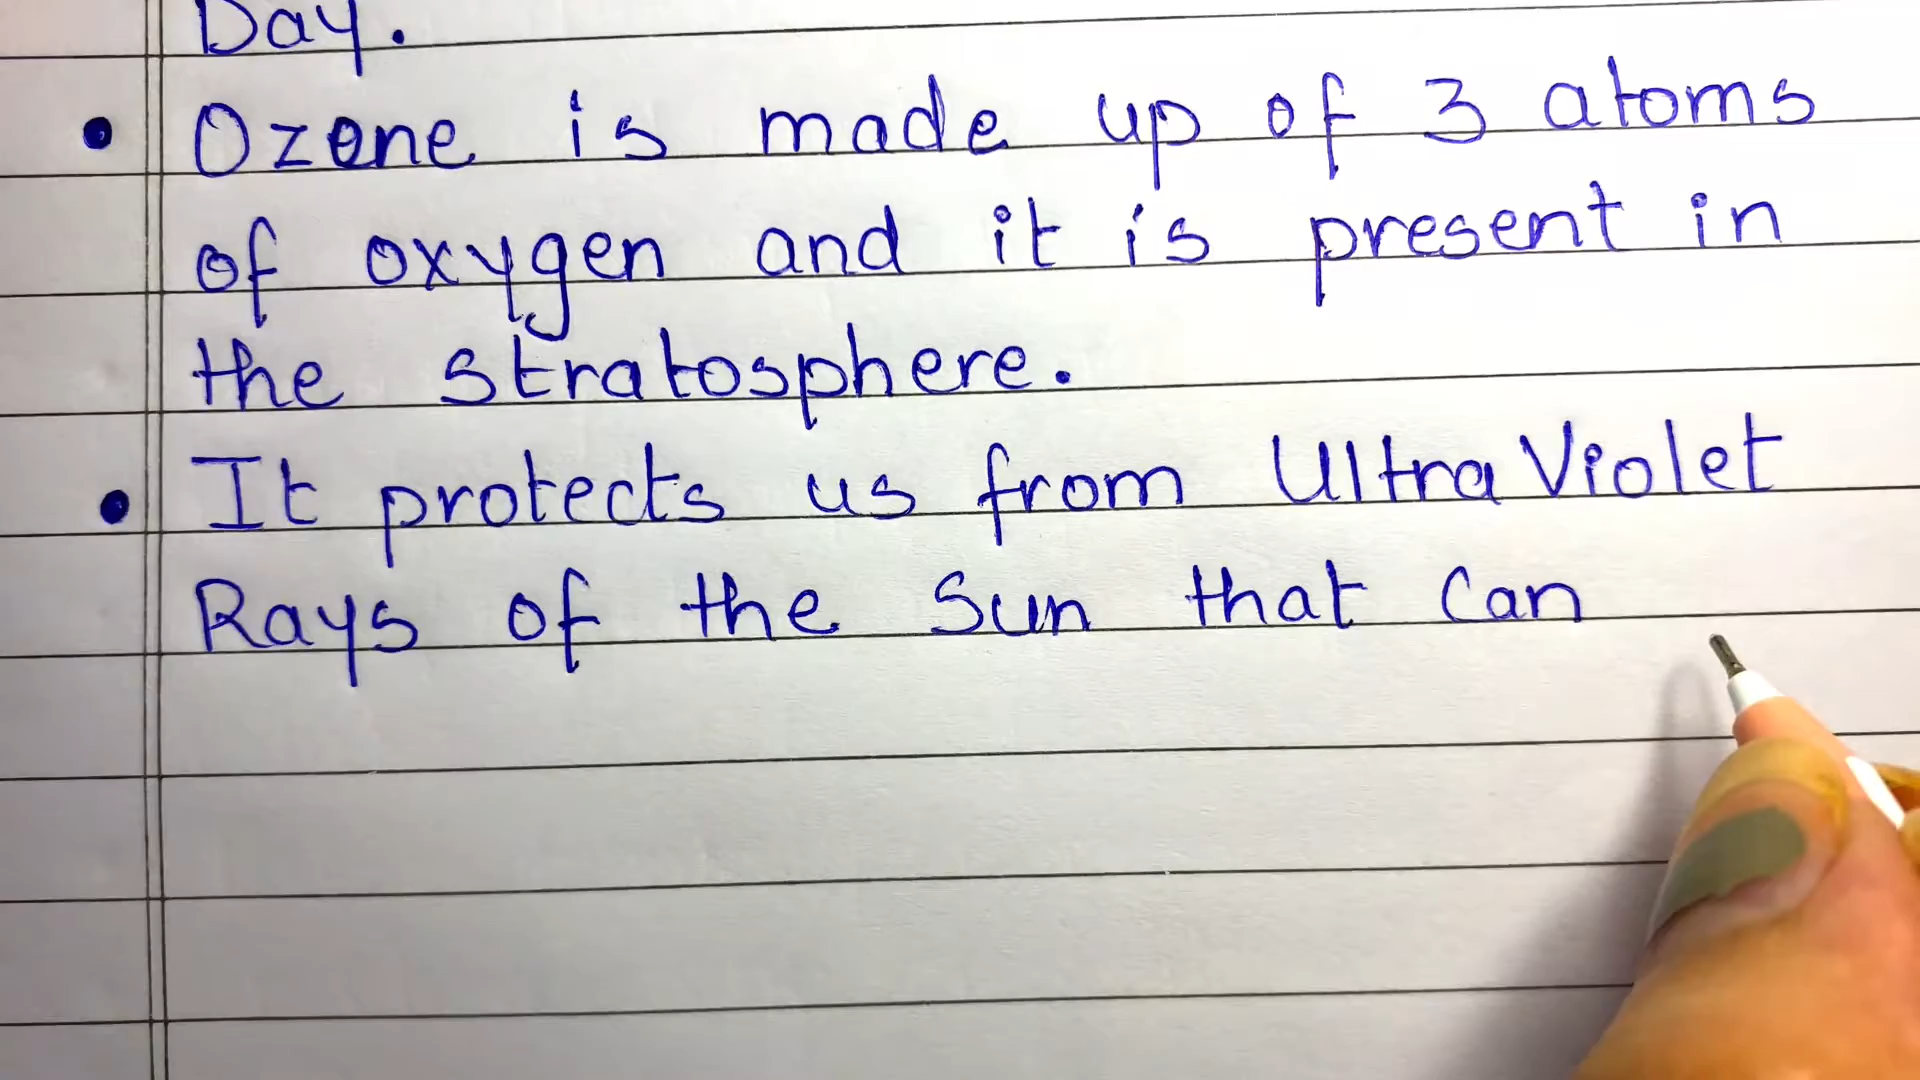 Day.
• Ozone is made up of 3 atoms
of oxygen and it is present in
the stratosphere.
• It protects us from Ultra Violet
Rays of the Sun that Can